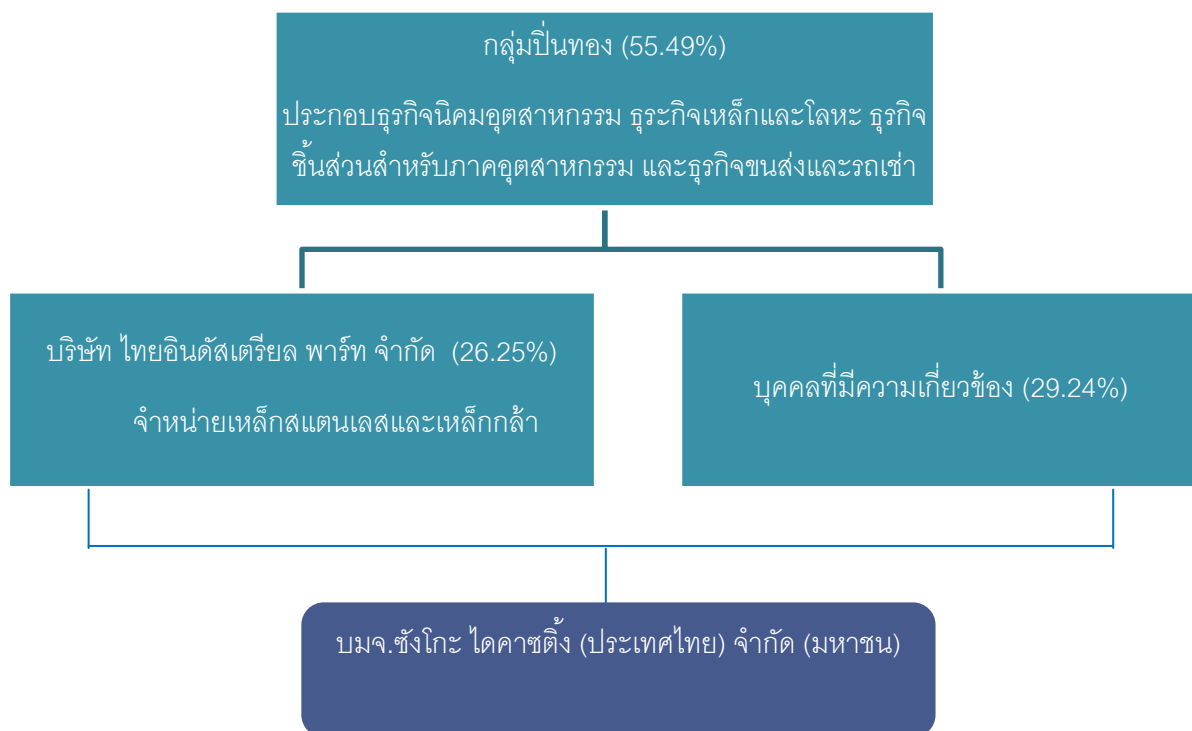 กลุ่มปิ่นทอง (55.49%)
ประกอบธุรกิจนิคมอุตสาหกรรม ธุระกิจเหล็กและโลหะ ธุรกิจ
ชิ้นส่วนสำหรับภาคอุตสาหกรรม และธุรกิจขนส่งและรถเช่า
บริษัท ไทยอินดัสเตรียล พาร์ท จำกัด (26.25%)
จำหน่ายเหล็กสแตนเลสและเหล็กกล้า
บุคคลที่มีความเกี่ยวข้อง (29.24%)
บมจ.ซังโกะ ไดคาซติ้ง (ประเทศไทย) จำกัด (มหาชน)